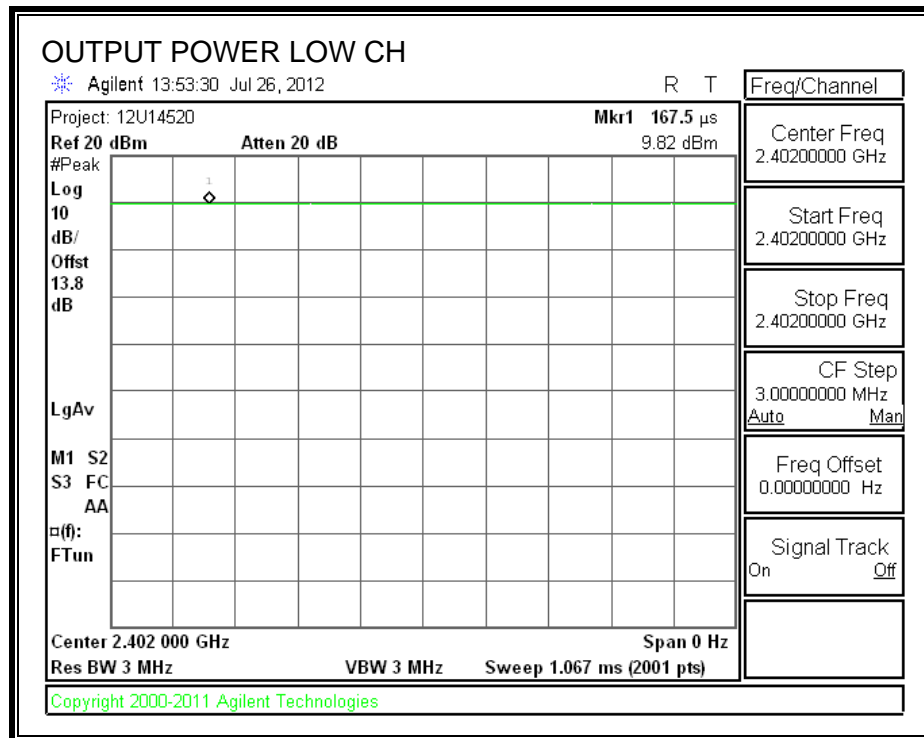 OUTPUT POWER LOW CH
Agilent 13:53:30 Jul 26, 2012 R T
Project: 12U14520 Mkr1 167.5 µs
Ref 20 dBm Atten 20 dB 9.82 dBm
#Peak
Log
10
dB/
Offst
13.8
dB
LgAv
M1 S2
S3 FC
AA
¤(f):
FTun
1
Center 2.402 000 GHz Span 0 Hz
Res BW 3 MHz VBW 3 MHz Sweep 1.067 ms (2001 pts)
Copyright 2000-2011 Agilent Technologies
Freq/Channel
Center Freq
2.40200000 GHz
Start Freq
2.40200000 GHz
Stop Freq
2.40200000 GHz
CF Step
3.00000000 MHz
Auto Man
Freq Offset
0.00000000 Hz
Signal Track
On Off